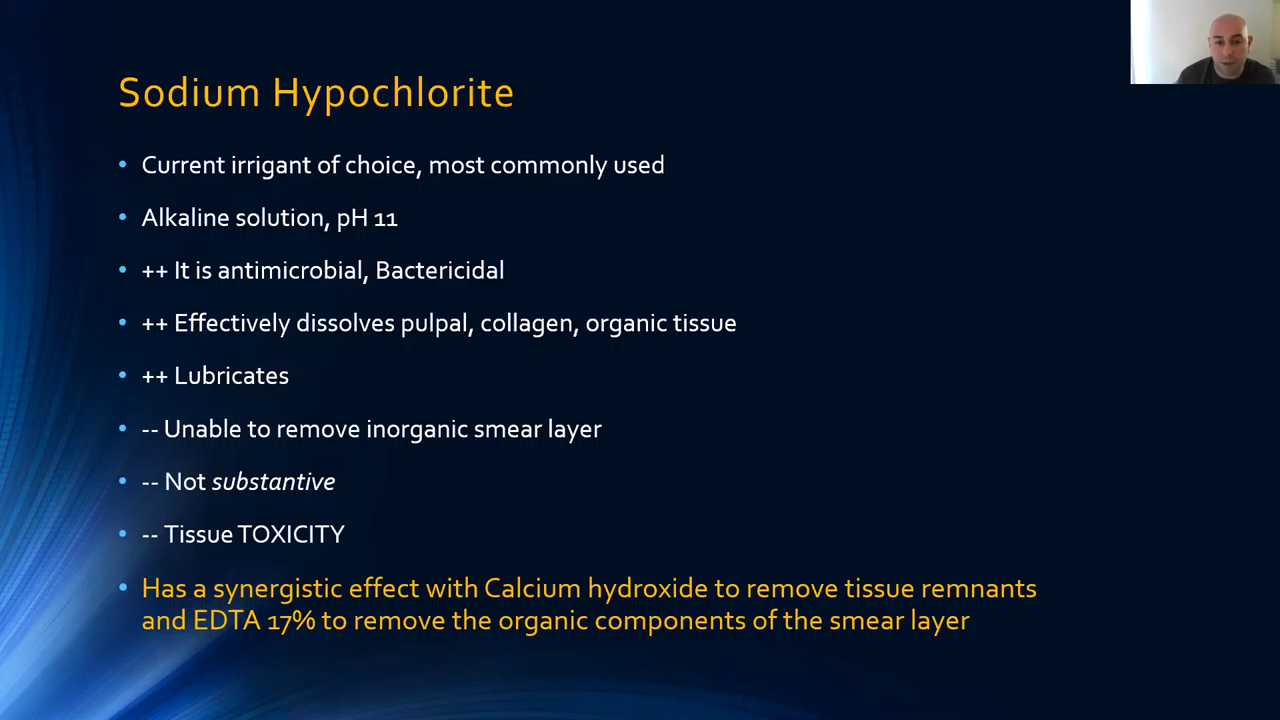 Sodium Hypochlorite
• Current irrigant of choice, most commonly used
• Alkaline solution, pH 11
• ++ It is antimicrobial, Bactericidal
• ++ Effectively dissolves pulpal, collagen, organic tissue
• ++ Lubricates
• -- Unable to remove inorganic smear layer
• -- Not substantive
• -- Tissue TOXICITY
• Has a synergistic effect with Calcium hydroxide to remove tissue remnants
and EDTA 17% to remove the organic components of the smear layer